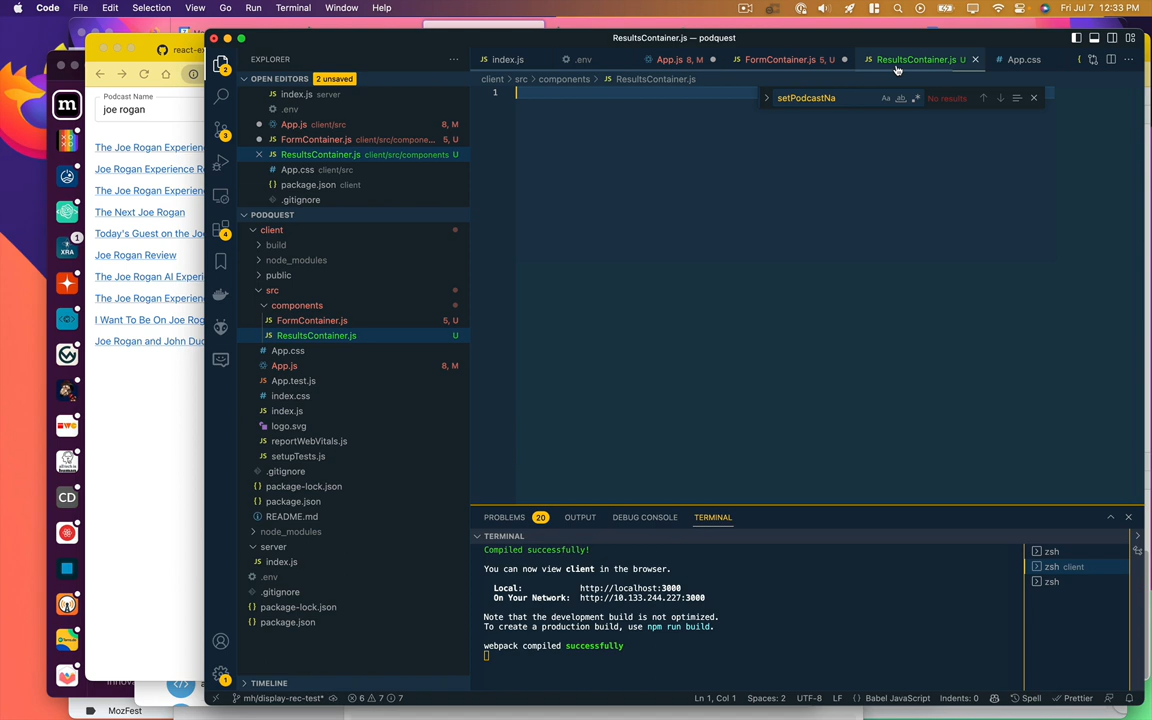 Code File Edit Selection View Go Run Terminal Window Help Fri Jul 7 12:33 PM
ResultsContainer.js — podquest
react-ex
Podcast Name
joe rogan
The Joe Rogan Experien
Joe Rogan Experience R
The Joe Rogan Experien
The Next Joe Rogan
Today's Guest on the Jo
Joe Rogan Review
The Joe Rogan AI Experi
The Joe Rogan Experien
I Want To Be On Joe Rog
Joe Rogan and John Du
MozFest
m
XRA
1
CD
EXPLORER
OPEN EDITORS 2 unsaved
index.js server
.env
App.js client/src 8, M
FormContainer.js client/src/compone... 5, U
ResultsContainer.js client/src/components U
App.css client/src
package.json client
.gitignore
PODQUEST
client
build
node_modules
public
src
components
FormContainer.js 5, U
ResultsContainer.js U
App.css
App.js 8, M
App.test.js
index.css
index.js
logo.svg
reportWebVitals.js
setupTests.js
.gitignore
package-lock.json
package.json
README.md
node_modules
server
index.js
.env
.gitignore
package-lock.json
package.json
TIMELINE
index.js .env App.js 8, M FormContainer.js 5, U ResultsContainer.js U App.css
client > src > components > JS ResultsContainer.js
1
setPodcastNa Aa ab No results
PROBLEMS 20 OUTPUT DEBUG CONSOLE TERMINAL
TERMINAL
Compiled successfully!
You can now view client in the browser.
Local: http://localhost:3000
On Your Network: http://10.133.244.227:3000
Note that the development build is not optimized.
To create a production build, use npm run build.
webpack compiled successfully
zsh
zsh client
zsh
mh/display-rec-test* 6 7 7 Ln 1, Col 1 Spaces: 2 UTF-8 LF {} Babel JavaScript Indents: 0 Spell Prettier